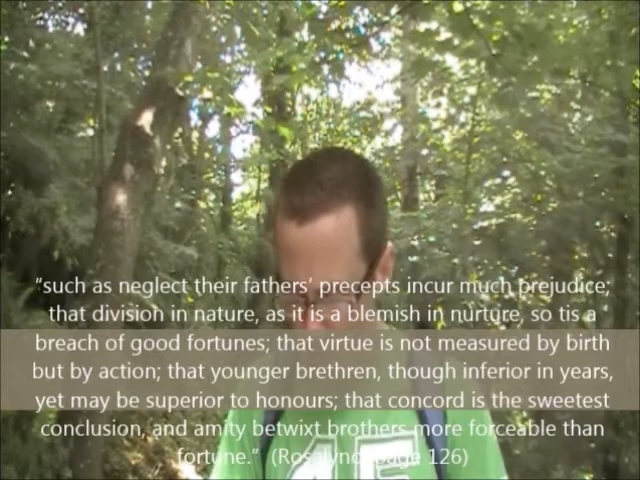 “such as neglect their fathers’ precepts incur much prejudice;
that division in nature, as it is a blemish in nurture, so tis a
breach of good fortunes; that virtue is not measured by birth
but by action; that younger brethren, though inferior in years,
yet may be superior to honours; that concord is the sweetest
conclusion, and amity betwixt brothers more forceable than
fortune.” (Rosalynd, page 126)